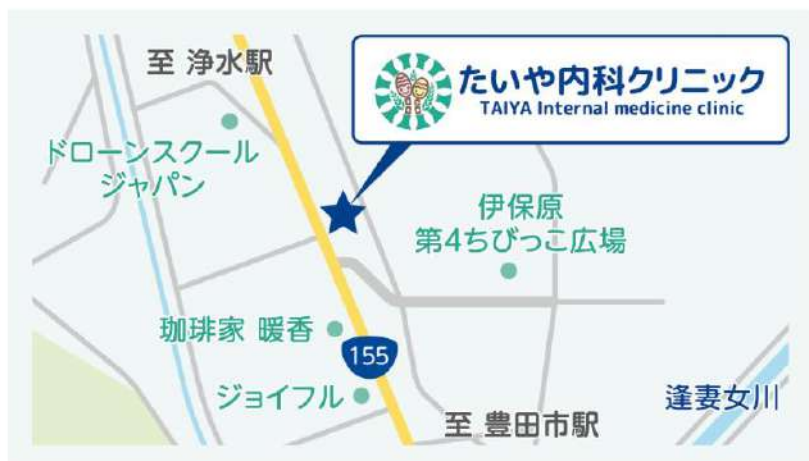 至 浄水駅
たいや内科クリニック
TAIYA Internal medicine clinic
ドローンスクール
ジャパン
伊保原
第4ちびっこ広場
珈琲家 暖香
155
ジョイフル
逢妻女川
至 豊田市駅